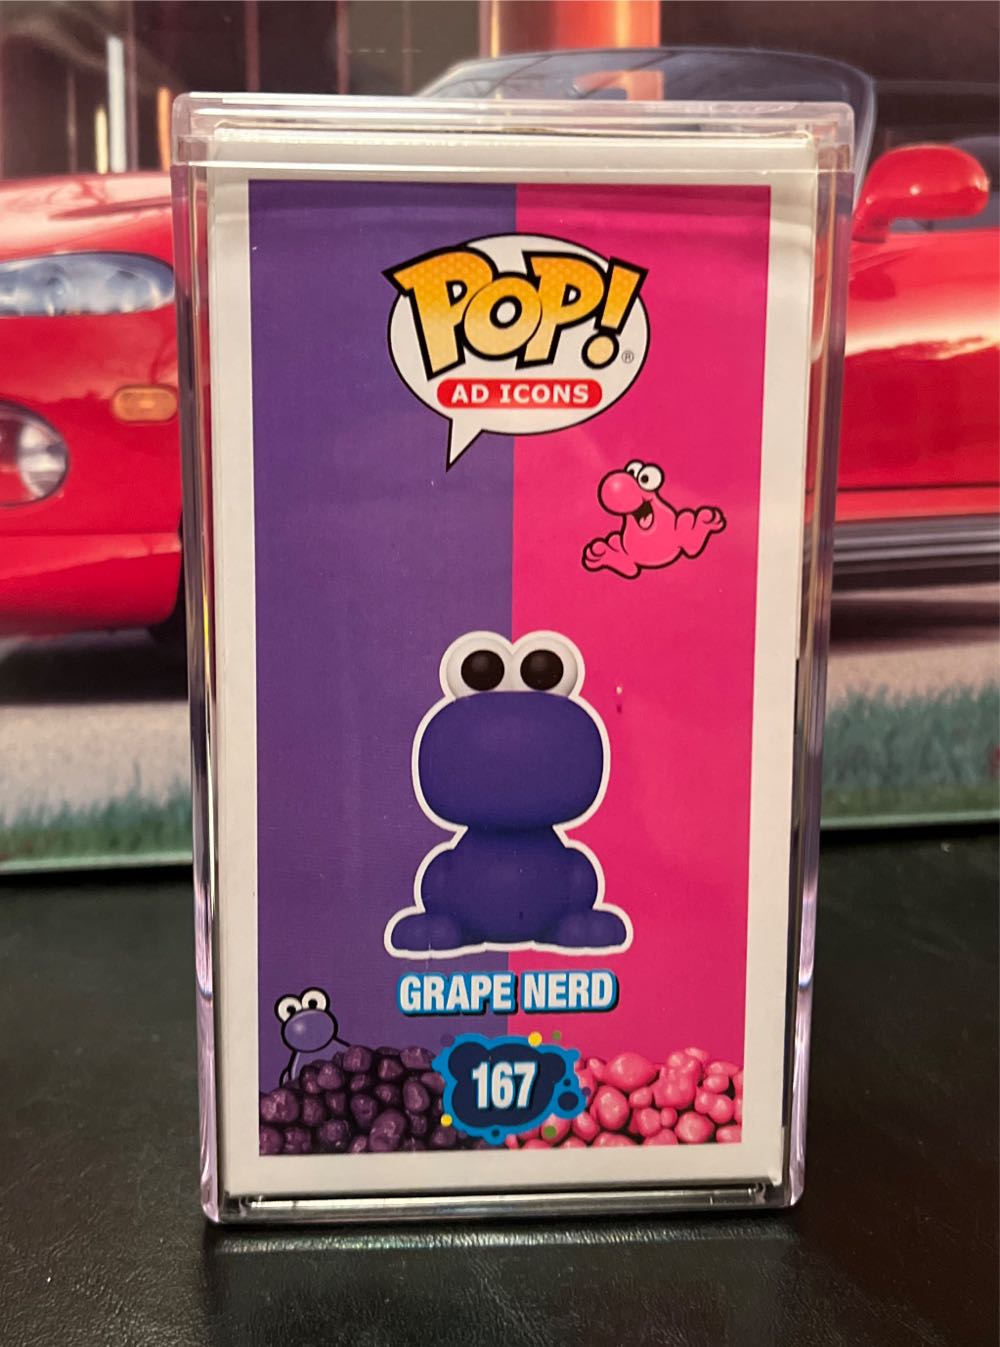 POP!®
AD ICONS
GRAPE NERD
167